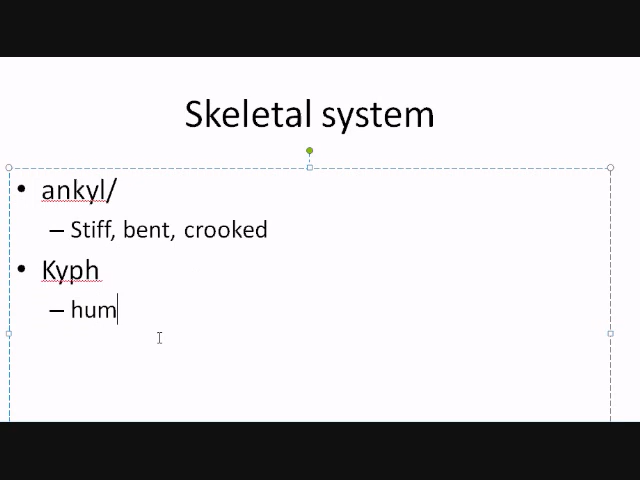 Skeletal system
• ankyl/
– Stiff, bent, crooked
• Kyph
– hum